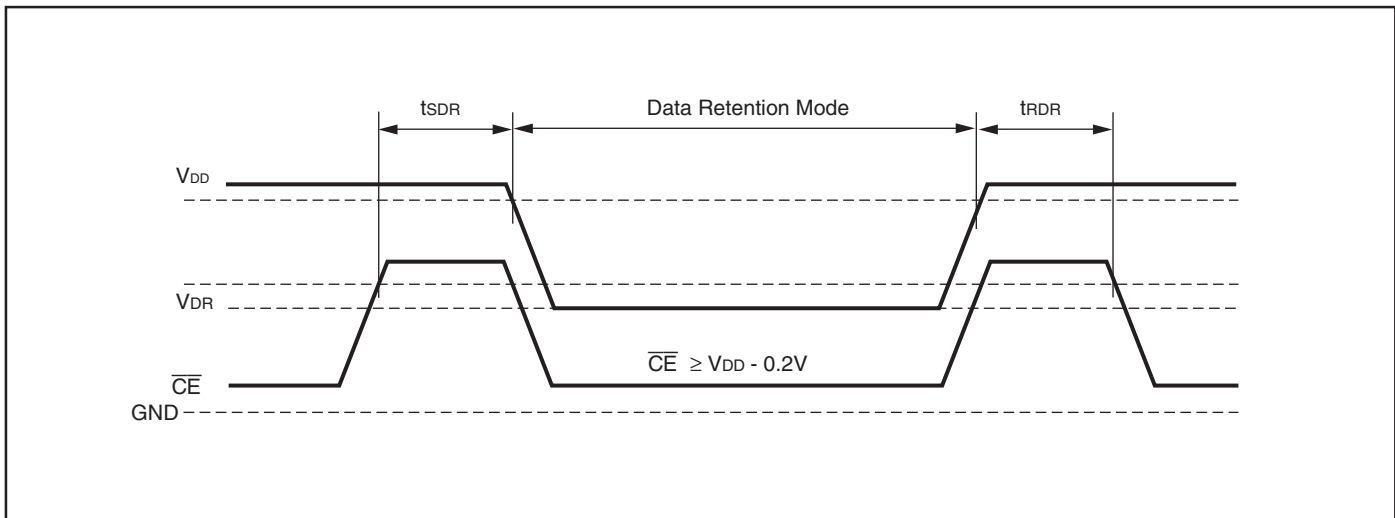 tSDR Data Retention Mode tRDR
VDD
VDR
CE ≥ VDD - 0.2V
CE
GND